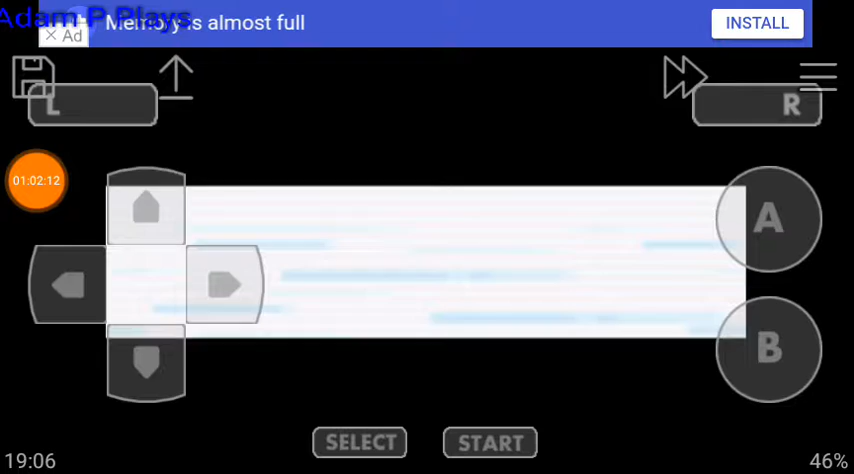 Adam P Plays
Memory is almost full
INSTALL
× Ad
L
R
01:02:12
A
B
SELECT
START
19:06
46%